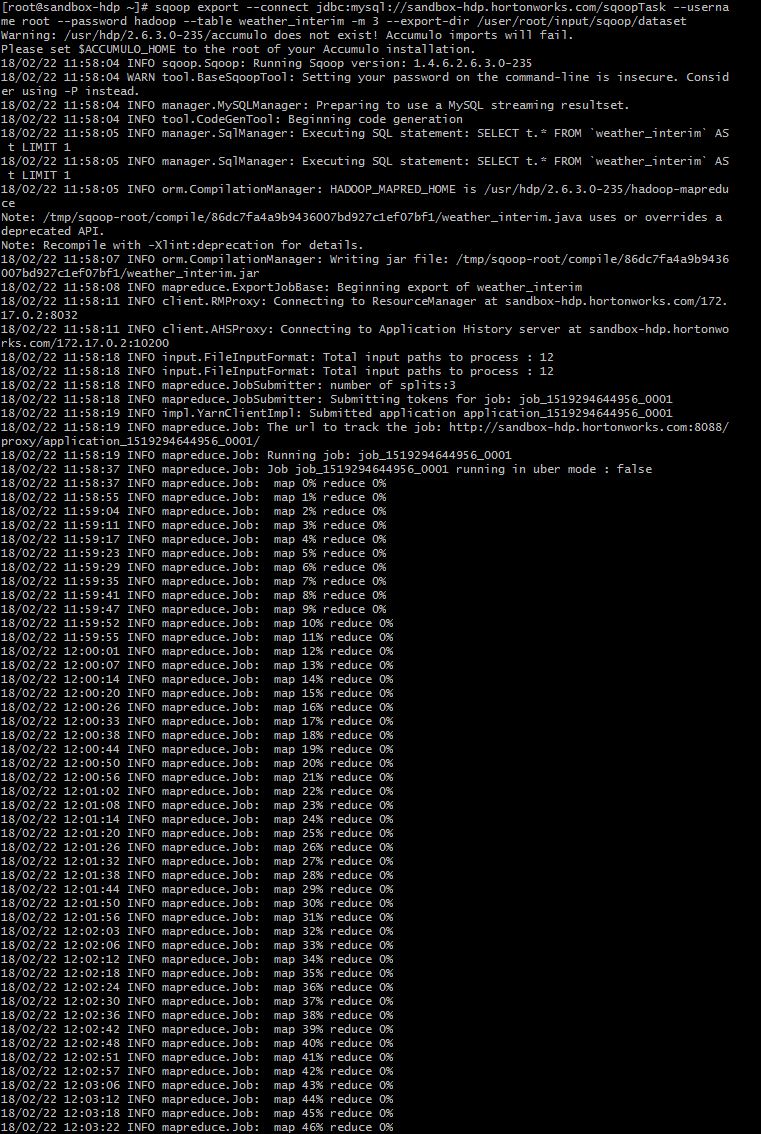 [root@sandbox-hdp ~]# sqoop export --connect jdbc:mysql://sandbox-hdp.hortonworks.com/sqoopTask --userna
me root --password hadoop --table weather_interim -m 3 --export-dir /user/root/input/sqoop/dataset
Warning: /usr/hdp/2.6.3.0-235/accumulo does not exist! Accumulo imports will fail.
Please set $ACCUMULO_HOME to the root of your Accumulo installation.
18/02/22 11:58:04 INFO sqoop.Sqoop: Running Sqoop version: 1.4.6.2.6.3.0-235
18/02/22 11:58:04 WARN tool.BaseSqoopTool: Setting your password on the command-line is insecure. Consid
er using -P instead.
18/02/22 11:58:04 INFO manager.MySQLManager: Preparing to use a MySQL streaming resultset.
18/02/22 11:58:04 INFO tool.CodeGenTool: Beginning code generation
18/02/22 11:58:05 INFO manager.SqlManager: Executing SQL statement: SELECT t.* FROM `weather_interim` AS
 t LIMIT 1
18/02/22 11:58:05 INFO manager.SqlManager: Executing SQL statement: SELECT t.* FROM `weather_interim` AS
 t LIMIT 1
18/02/22 11:58:05 INFO orm.CompilationManager: HADOOP_MAPRED_HOME is /usr/hdp/2.6.3.0-235/hadoop-mapredu
ce
Note: /tmp/sqoop-root/compile/86dc7fa4a9b9436007bd927c1ef07bf1/weather_interim.java uses or overrides a
deprecated API.
Note: Recompile with -Xlint:deprecation for details.
18/02/22 11:58:07 INFO orm.CompilationManager: Writing jar file: /tmp/sqoop-root/compile/86dc7fa4a9b9436
007bd927c1ef07bf1/weather_interim.jar
18/02/22 11:58:08 INFO mapreduce.ExportJobBase: Beginning export of weather_interim
18/02/22 11:58:11 INFO client.RMProxy: Connecting to ResourceManager at sandbox-hdp.hortonworks.com/172.
17.0.2:8032
18/02/22 11:58:11 INFO client.AHSProxy: Connecting to Application History server at sandbox-hdp.hortonwo
rks.com/172.17.0.2:10200
18/02/22 11:58:18 INFO input.FileInputFormat: Total input paths to process : 12
18/02/22 11:58:18 INFO input.FileInputFormat: Total input paths to process : 12
18/02/22 11:58:18 INFO mapreduce.JobSubmitter: number of splits:3
18/02/22 11:58:18 INFO mapreduce.JobSubmitter: Submitting tokens for job: job_1519294644956_0001
18/02/22 11:58:19 INFO impl.YarnClientImpl: Submitted application application_1519294644956_0001
18/02/22 11:58:19 INFO mapreduce.Job: The url to track the job: http://sandbox-hdp.hortonworks.com:8088/
proxy/application_1519294644956_0001/
18/02/22 11:58:19 INFO mapreduce.Job: Running job: job_1519294644956_0001
18/02/22 11:58:37 INFO mapreduce.Job: Job job_1519294644956_0001 running in uber mode : false
18/02/22 11:58:37 INFO mapreduce.Job:  map 0% reduce 0%
18/02/22 11:58:55 INFO mapreduce.Job:  map 1% reduce 0%
18/02/22 11:59:04 INFO mapreduce.Job:  map 2% reduce 0%
18/02/22 11:59:11 INFO mapreduce.Job:  map 3% reduce 0%
18/02/22 11:59:17 INFO mapreduce.Job:  map 4% reduce 0%
18/02/22 11:59:23 INFO mapreduce.Job:  map 5% reduce 0%
18/02/22 11:59:29 INFO mapreduce.Job:  map 6% reduce 0%
18/02/22 11:59:35 INFO mapreduce.Job:  map 7% reduce 0%
18/02/22 11:59:41 INFO mapreduce.Job:  map 8% reduce 0%
18/02/22 11:59:47 INFO mapreduce.Job:  map 9% reduce 0%
18/02/22 11:59:52 INFO mapreduce.Job:  map 10% reduce 0%
18/02/22 11:59:55 INFO mapreduce.Job:  map 11% reduce 0%
18/02/22 12:00:01 INFO mapreduce.Job:  map 12% reduce 0%
18/02/22 12:00:07 INFO mapreduce.Job:  map 13% reduce 0%
18/02/22 12:00:14 INFO mapreduce.Job:  map 14% reduce 0%
18/02/22 12:00:20 INFO mapreduce.Job:  map 15% reduce 0%
18/02/22 12:00:26 INFO mapreduce.Job:  map 16% reduce 0%
18/02/22 12:00:33 INFO mapreduce.Job:  map 17% reduce 0%
18/02/22 12:00:38 INFO mapreduce.Job:  map 18% reduce 0%
18/02/22 12:00:44 INFO mapreduce.Job:  map 19% reduce 0%
18/02/22 12:00:50 INFO mapreduce.Job:  map 20% reduce 0%
18/02/22 12:00:56 INFO mapreduce.Job:  map 21% reduce 0%
18/02/22 12:01:02 INFO mapreduce.Job:  map 22% reduce 0%
18/02/22 12:01:08 INFO mapreduce.Job:  map 23% reduce 0%
18/02/22 12:01:14 INFO mapreduce.Job:  map 24% reduce 0%
18/02/22 12:01:20 INFO mapreduce.Job:  map 25% reduce 0%
18/02/22 12:01:26 INFO mapreduce.Job:  map 26% reduce 0%
18/02/22 12:01:32 INFO mapreduce.Job:  map 27% reduce 0%
18/02/22 12:01:38 INFO mapreduce.Job:  map 28% reduce 0%
18/02/22 12:01:44 INFO mapreduce.Job:  map 29% reduce 0%
18/02/22 12:01:50 INFO mapreduce.Job:  map 30% reduce 0%
18/02/22 12:01:56 INFO mapreduce.Job:  map 31% reduce 0%
18/02/22 12:02:03 INFO mapreduce.Job:  map 32% reduce 0%
18/02/22 12:02:06 INFO mapreduce.Job:  map 33% reduce 0%
18/02/22 12:02:12 INFO mapreduce.Job:  map 34% reduce 0%
18/02/22 12:02:18 INFO mapreduce.Job:  map 35% reduce 0%
18/02/22 12:02:24 INFO mapreduce.Job:  map 36% reduce 0%
18/02/22 12:02:30 INFO mapreduce.Job:  map 37% reduce 0%
18/02/22 12:02:36 INFO mapreduce.Job:  map 38% reduce 0%
18/02/22 12:02:42 INFO mapreduce.Job:  map 39% reduce 0%
18/02/22 12:02:48 INFO mapreduce.Job:  map 40% reduce 0%
18/02/22 12:02:51 INFO mapreduce.Job:  map 41% reduce 0%
18/02/22 12:02:57 INFO mapreduce.Job:  map 42% reduce 0%
18/02/22 12:03:06 INFO mapreduce.Job:  map 43% reduce 0%
18/02/22 12:03:12 INFO mapreduce.Job:  map 44% reduce 0%
18/02/22 12:03:18 INFO mapreduce.Job:  map 45% reduce 0%
18/02/22 12:03:22 INFO mapreduce.Job:  map 46% reduce 0%